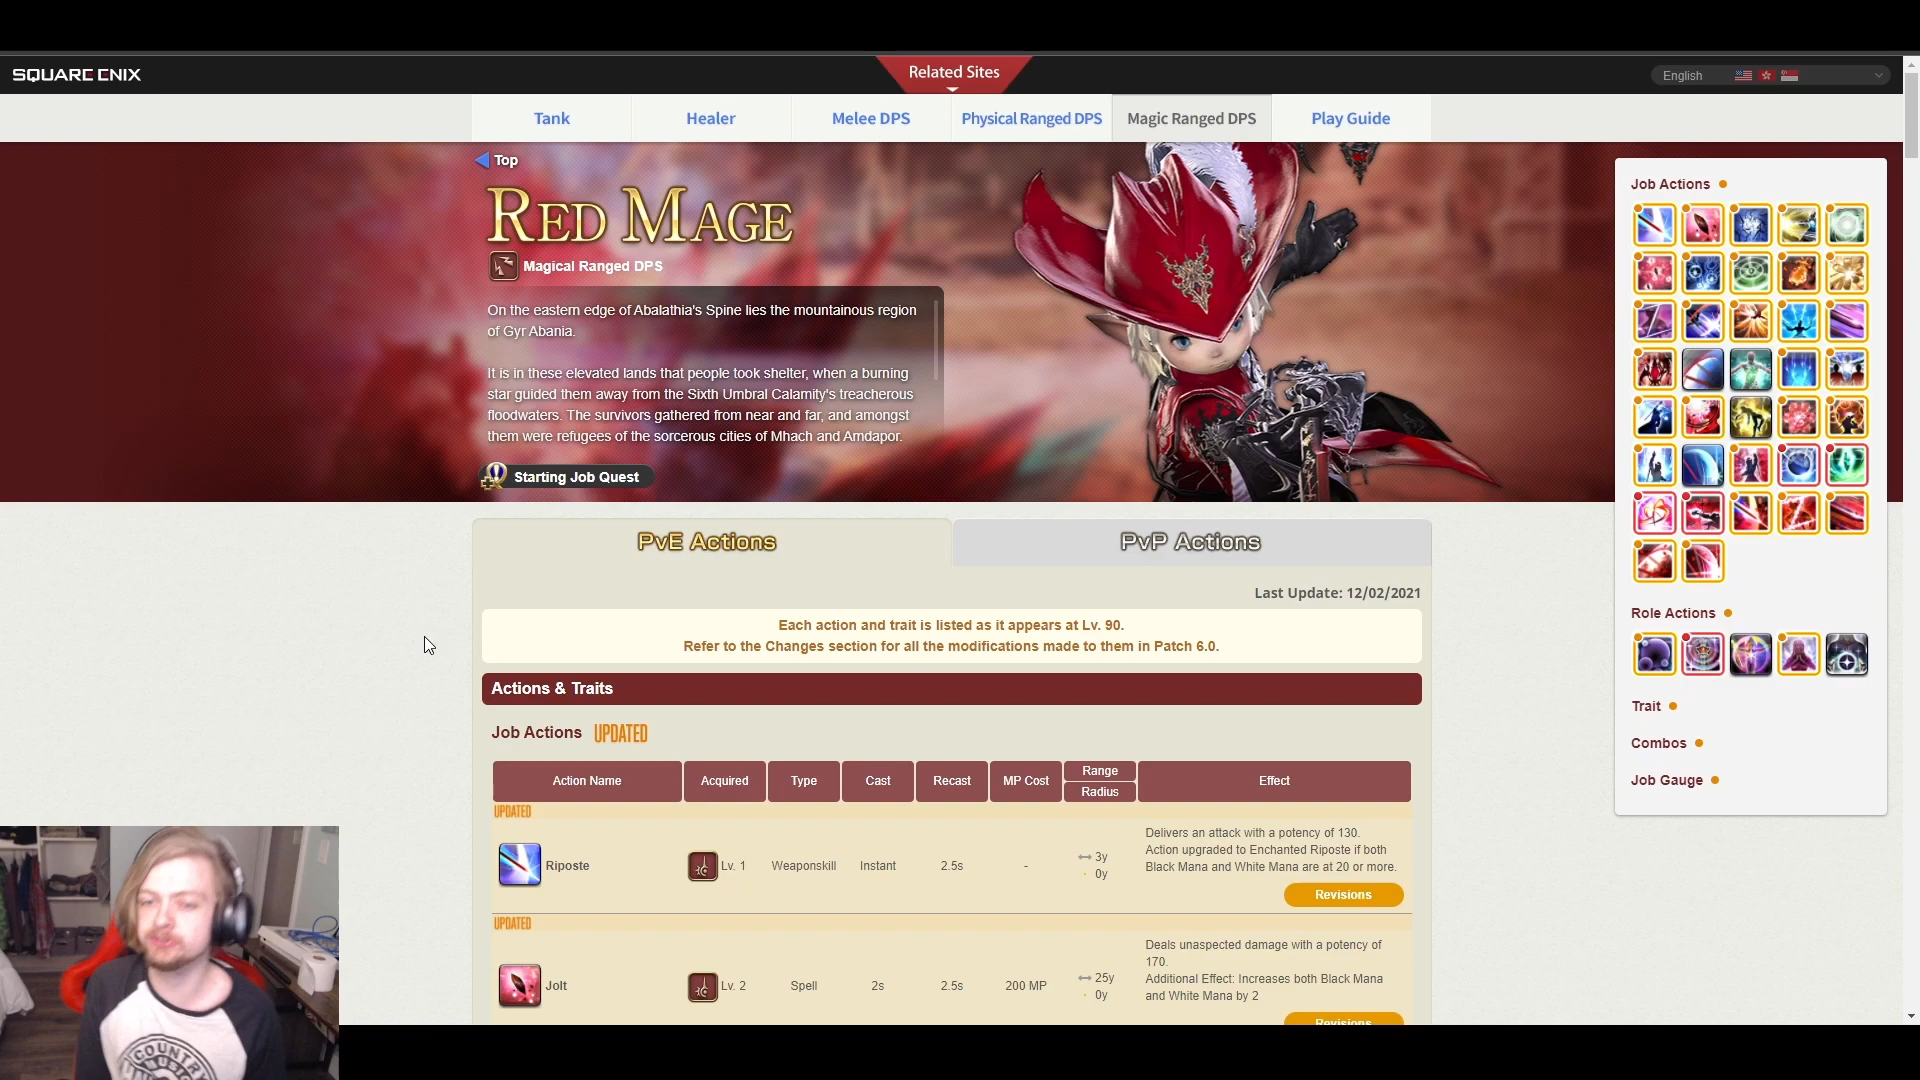 SQUARE ENIX
Related Sites
English
Tank
Healer
Melee DPS
Physical Ranged DPS
Magic Ranged DPS
Play Guide
Top
RED MAGE
Magical Ranged DPS
On the eastern edge of Abalathia's Spine lies the mountainous region
of Gyr Abania.
It is in these elevated lands that people took shelter, when a burning
star guided them away from the Sixth Umbral Calamity's treacherous
floodwaters. The survivors gathered from near and far, and amongst
them were refugees of the sorcerous cities of Mhach and Amdapor.
Starting Job Quest
Job Actions
Role Actions
Trait
Combos
Job Gauge
PvE Actions
PvP Actions
Last Update: 12/02/2021
Each action and trait is listed as it appears at Lv. 90.
Refer to the Changes section for all the modifications made to them in Patch 6.0.
Actions & Traits
Job Actions UPDATED
Action Name
Acquired
Type
Cast
Recast
MP Cost
Range
Radius
Effect
UPDATED
Riposte
Lv. 1
Weaponskill
Instant
2.5s
-
3y
0y
Delivers an attack with a potency of 130.
Action upgraded to Enchanted Riposte if both
Black Mana and White Mana are at 20 or more.
Revisions
UPDATED
Jolt
Lv. 2
Spell
2s
2.5s
200 MP
25y
0y
Deals unaspected damage with a potency of
170.
Additional Effect: Increases both Black Mana
and White Mana by 2
Revisions
COUNTRY